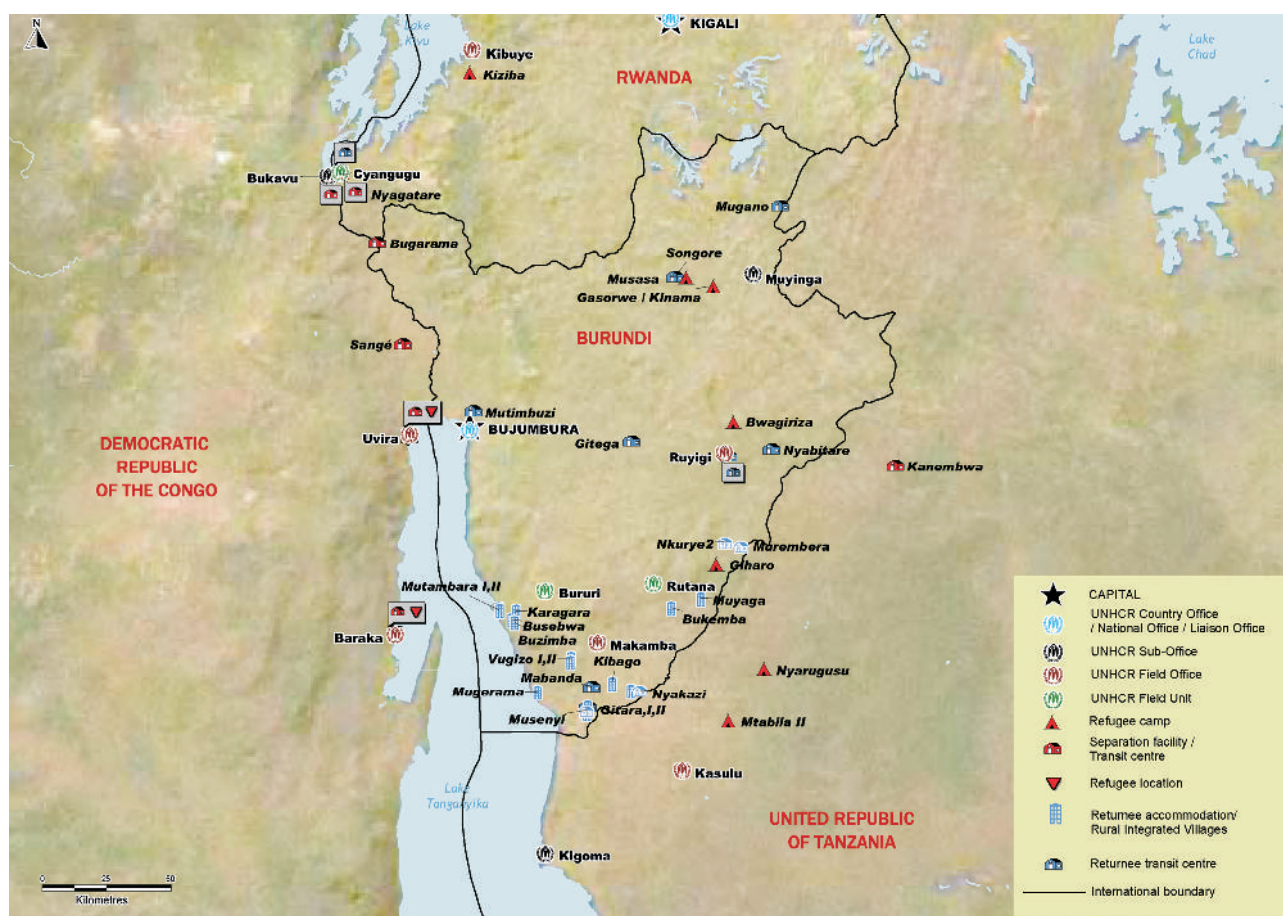 N
KIGALI
Lake
Kivu
Kibuye
Kiziba
RWANDA
Lake
Chad
Bukavu
Cyangugu
Nyagatare
Mugano
Bugarama
Songore
Musasa
Muyinga
Gasorwe / Kinama
BURUNDI
Sangé
Mutimbuzi
BUJUMBURA
Uvira
Gitega
Bwagiriza
Ruyigi
Nyabitare
Kanembwa
DEMOCRATIC
REPUBLIC
OF THE CONGO
Nkurye2
Murembera
Giharo
Mutambara I,II
Bururi
Rutana
Karagara
Muyaga
Busebwa
Bukemba
Buzimba
Baraka
Makamba
Vugizo I,II
Kibago
Mabanda
Nyarugusu
Mugerama
Nyakazi
Musenyi
Gitara,I,II
Mtabila II
Kasulu
Lake
Tanganyika
UNITED REPUBLIC
OF TANZANIA
Kigoma
0 25 50
Kilometres
CAPITAL
UNHCR Country Office
/ National Office / Liaison Office
UNHCR Sub-Office
UNHCR Field Office
UNHCR Field Unit
Refugee camp
Separation facility /
Transit centre
Refugee location
Returnee accommodation/
Rural Integrated Villages
Returnee transit centre
International boundary